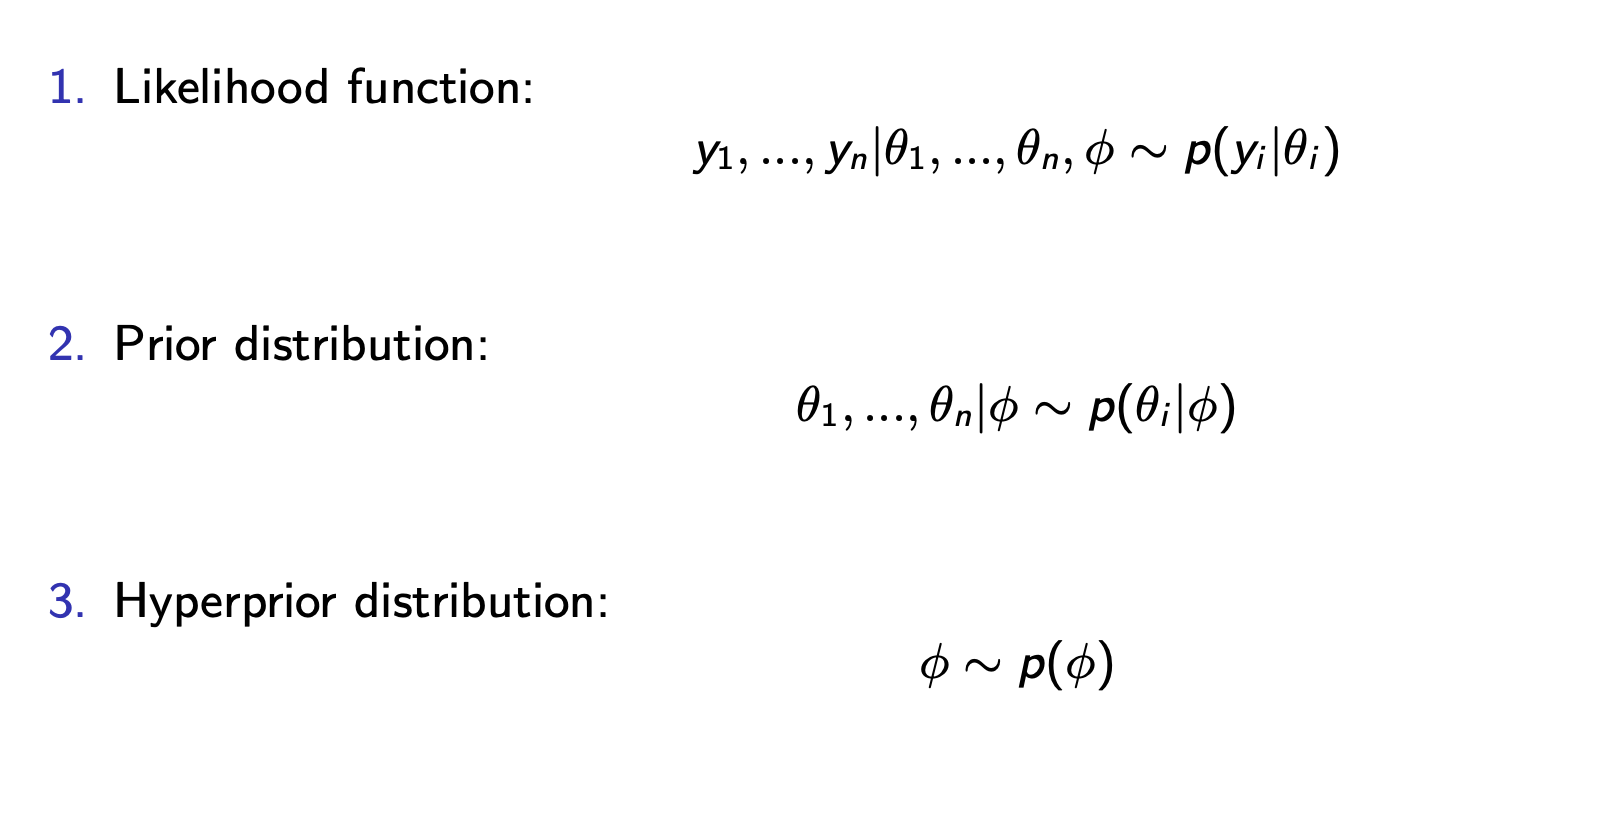 1. Likelihood function:
y₁, ..., yₙ|θ₁, ..., θₙ, ϕ ∼ p(yᵢ|θᵢ)
2. Prior distribution:
θ₁, ..., θₙ|ϕ ∼ p(θᵢ|ϕ)
3. Hyperprior distribution:
ϕ ∼ p(ϕ)